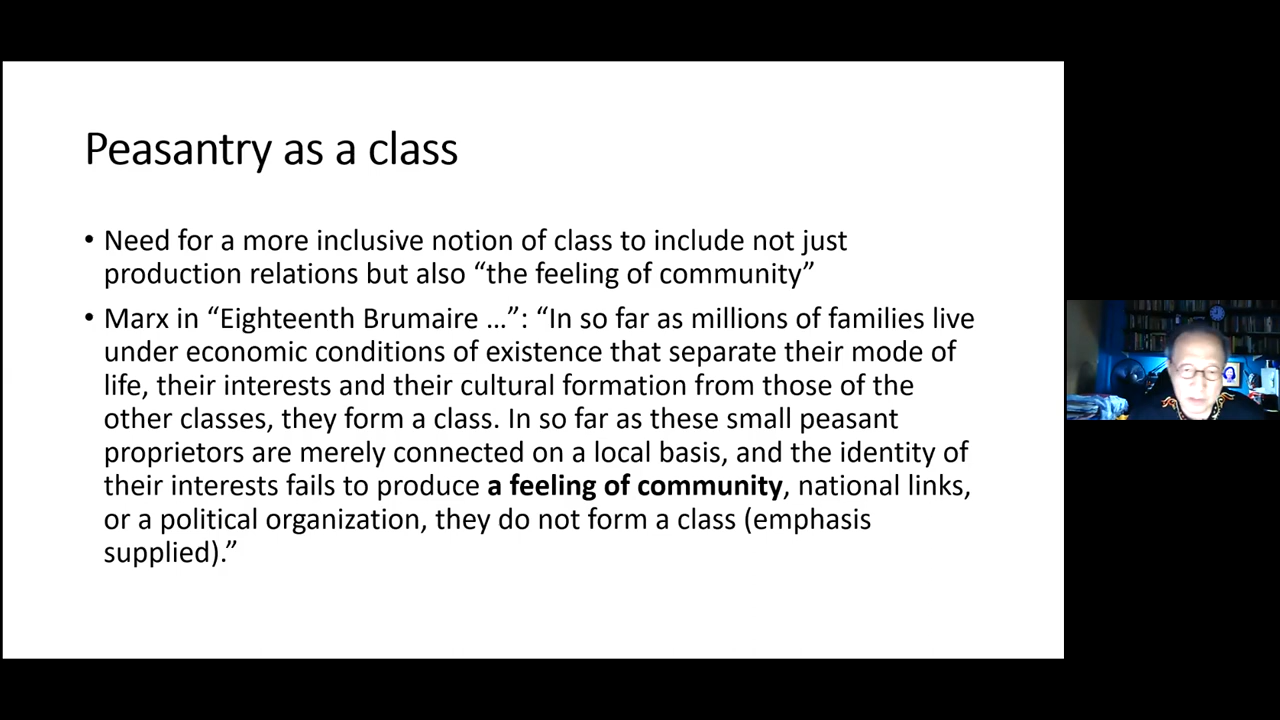 Peasantry as a class
• Need for a more inclusive notion of class to include not just
production relations but also “the feeling of community”
• Marx in “Eighteenth Brumaire …”: “In so far as millions of families live
under economic conditions of existence that separate their mode of
life, their interests and their cultural formation from those of the
other classes, they form a class. In so far as these small peasant
proprietors are merely connected on a local basis, and the identity of
their interests fails to produce a feeling of community, national links,
or a political organization, they do not form a class (emphasis
supplied).”